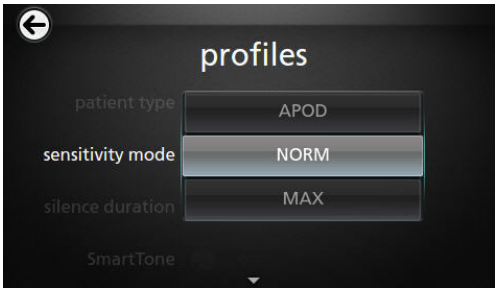 profiles
patient type
APOD
sensitivity mode
NORM
MAX
silence duration
SmartTone